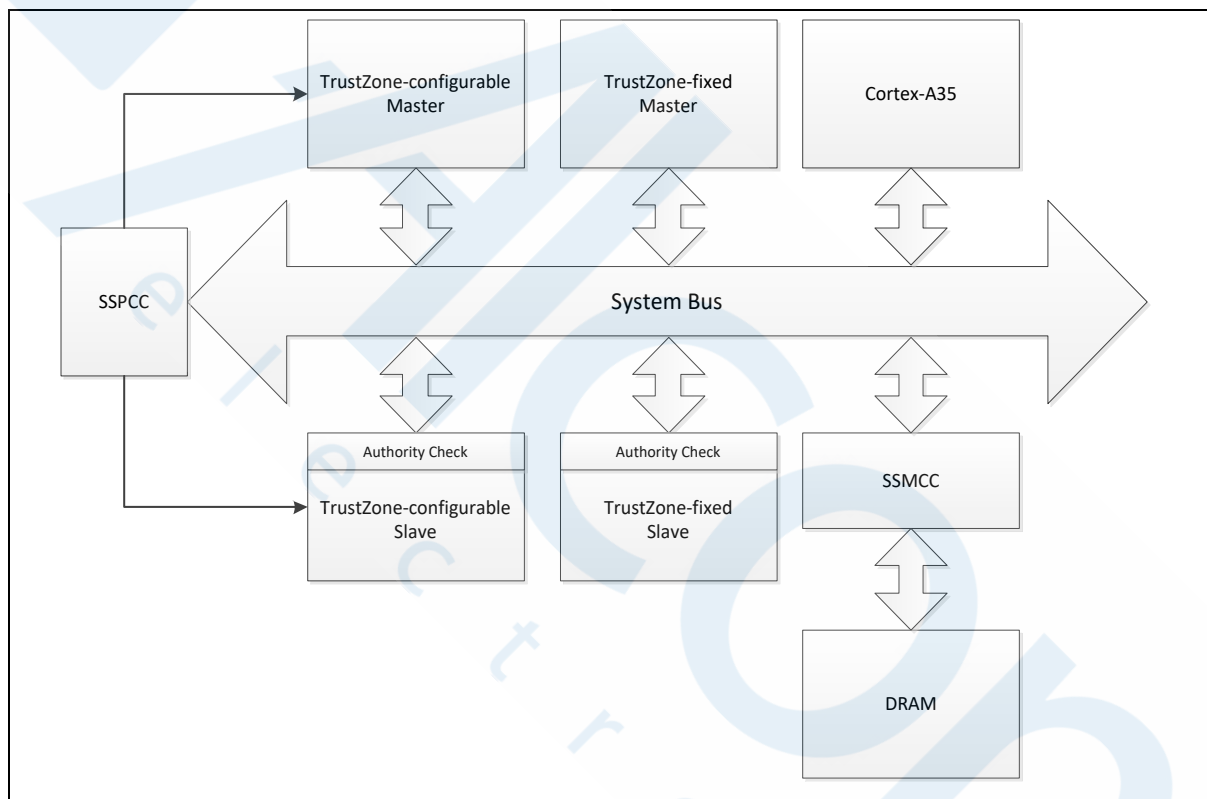 TrustZone-configurable
Master
TrustZone-fixed
Master
Cortex-A35
SSPCC
System Bus
Authority Check
TrustZone-configurable
Slave
Authority Check
TrustZone-fixed
Slave
SSMCC
DRAM